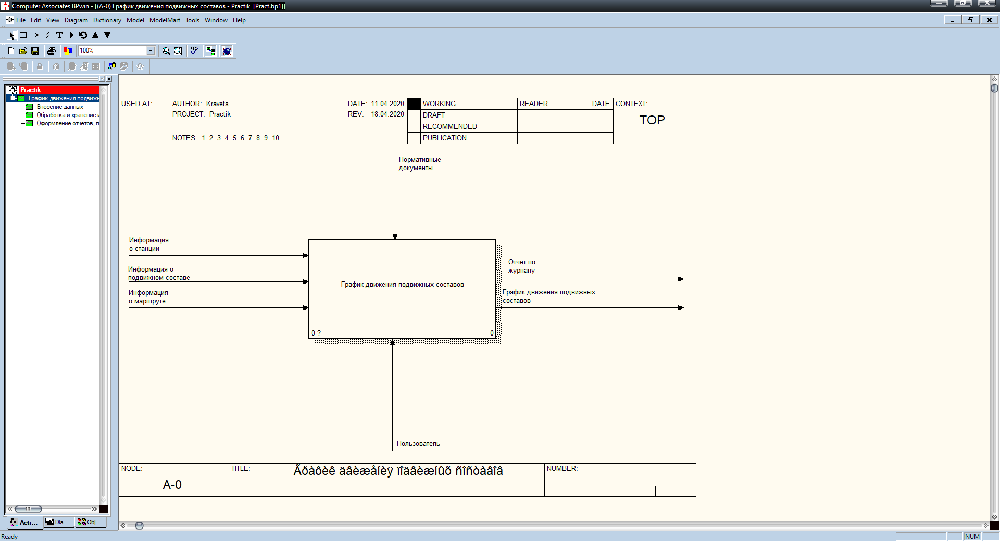 Computer Associates BPwin - [(A-0) График движения подвижных составов - Practik  [Pract.bp1]]
File Edit View Diagram Dictionary Model ModelMart Tools Window Help
100%
ABC
Practik
График движения подвиж
Внесение данных
Обработка и хранение и
Оформление отчетов, п
Acti...
Dia...
Obj...
USED AT:
AUTHOR: Kravets
DATE: 11.04.2020
PROJECT: Practik
REV: 18.04.2020
NOTES: 1 2 3 4 5 6 7 8 9 10
WORKING
DRAFT
RECOMMENDED
PUBLICATION
READER
DATE
CONTEXT:
TOP
Нормативные
документы
Информация
о станции
Информация о
подвижном составе
Информация
о маршруте
График движения подвижных составов
0 ?
0
Отчет по
журналу
График движения подвижных
составов
Пользователь
NODE:
A-0
TITLE:
Ãðàôèê äâèæåíèÿ ïîäâèæíûõ ñîñòàâîâ
NUMBER:
Ready
NUM